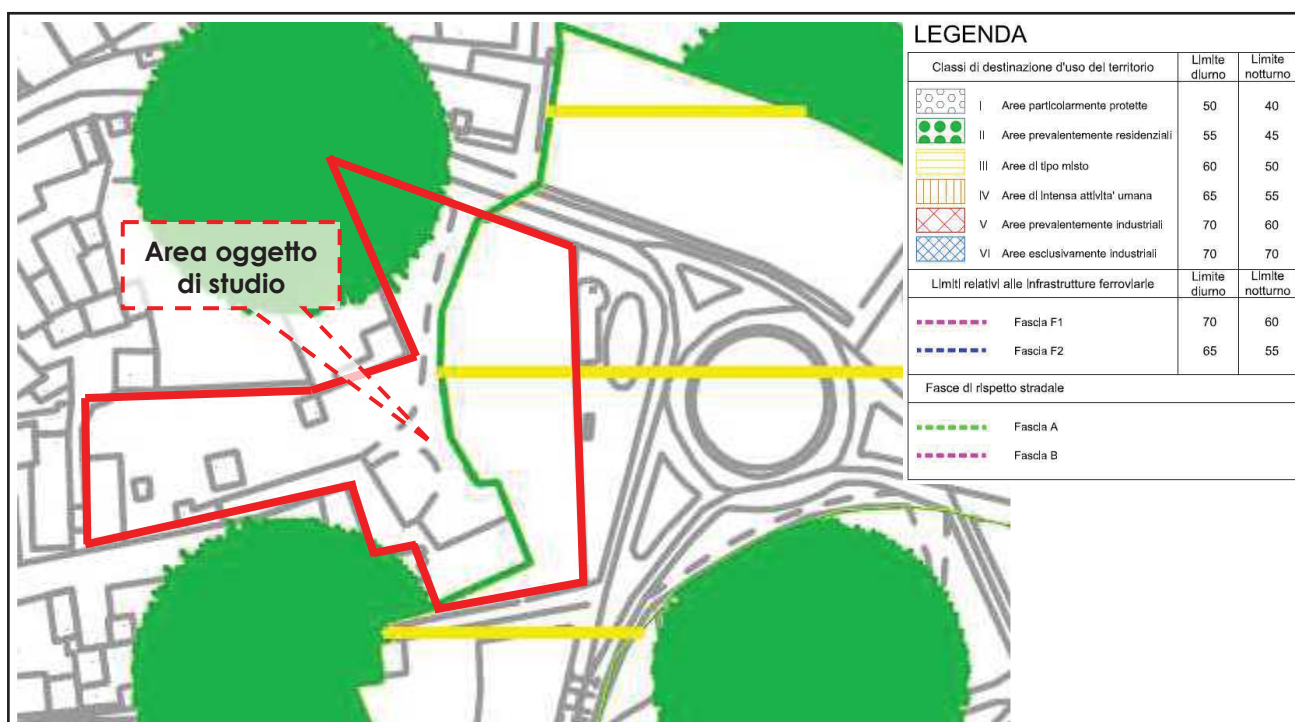 Area oggetto
di studio
LEGENDA
Classi di destinazione d'uso del territorio Limite diurno Limite notturno
I Aree particolarmente protette 50 40
II Aree prevalentemente residenziali 55 45
III Aree di tipo misto 60 50
IV Aree di intensa attivita' umana 65 55
V Aree prevalentemente industriali 70 60
VI Aree esclusivamente industriali 70 70
Limiti relativi alle infrastrutture ferroviarie Limite diurno Limite notturno
Fascia F1 70 60
Fascia F2 65 55
Fasce di rispetto stradale
Fascia A
Fascia B